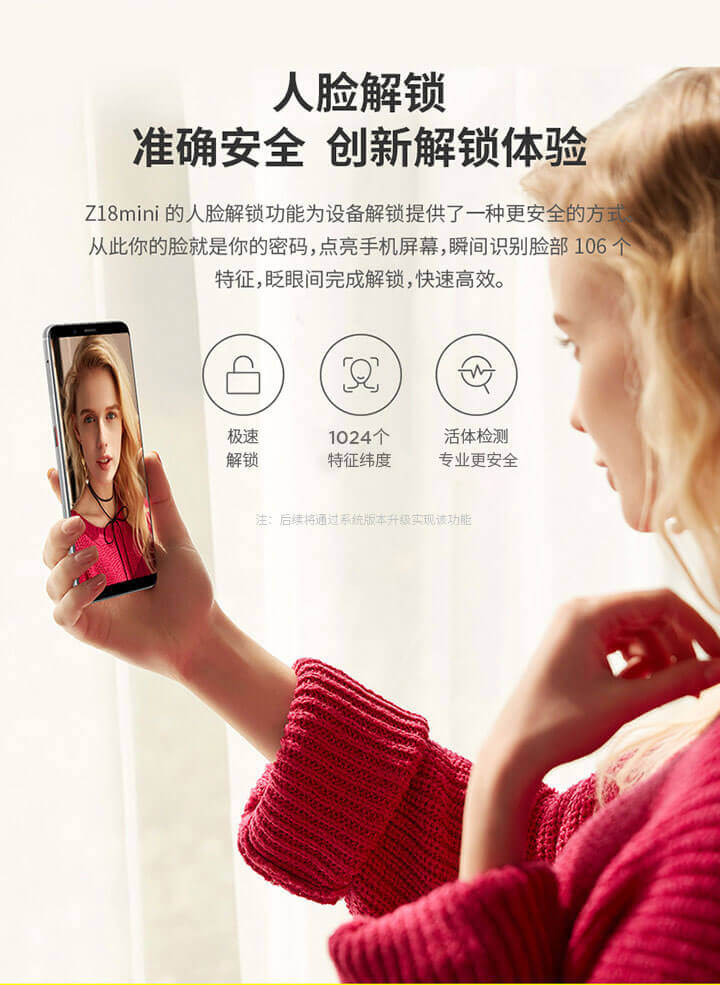 人脸解锁
准确安全 创新解锁体验
Z18mini 的人脸解锁功能为设备解锁提供了一种更安全的方式。
从此你的脸就是你的密码,点亮手机屏幕,瞬间识别脸部 106 个
特征,眨眼间完成解锁,快速高效。
极速
解锁
1024个
特征纬度
活体检测
专业更安全
注：后续将通过系统版本升级实现该功能